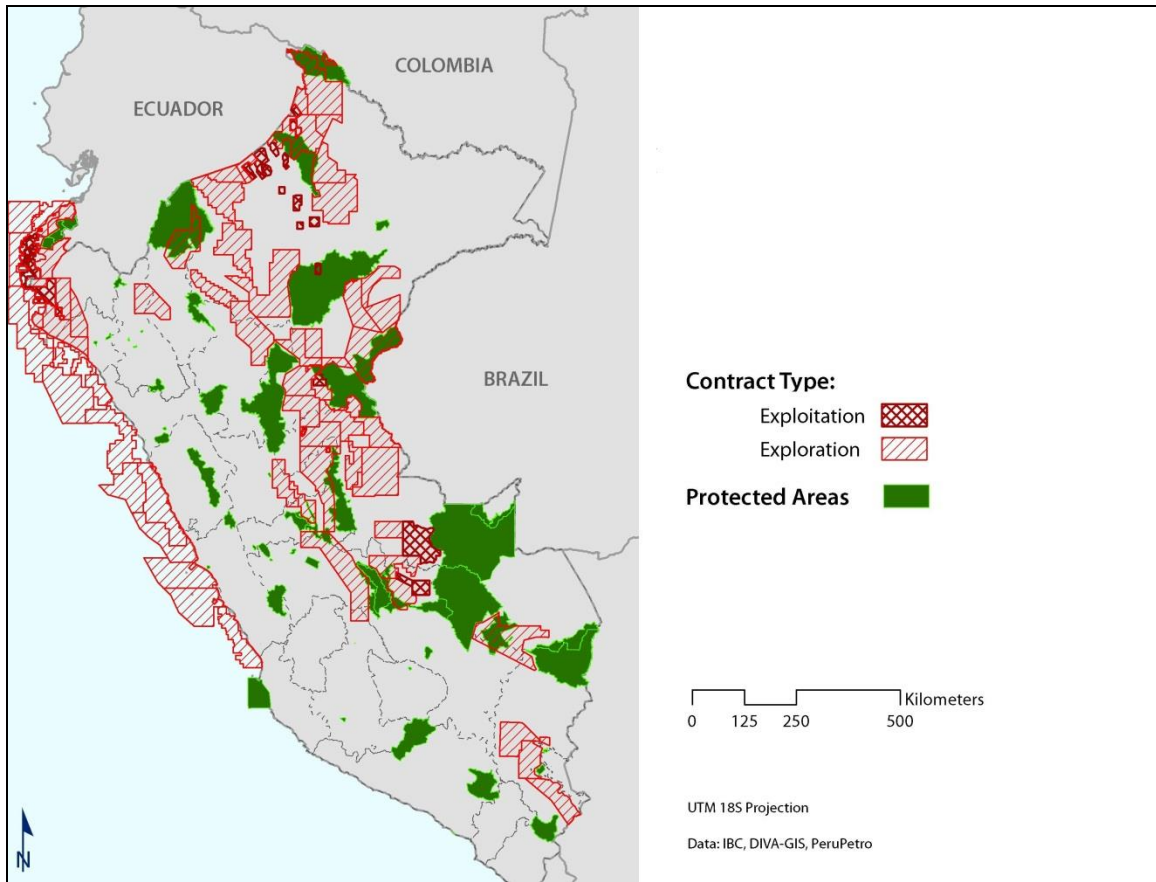 COLOMBIA
ECUADOR
BRAZIL
Contract Type:
Exploitation
Exploration
Protected Areas
Kilometers
0 125 250 500
UTM 18S Projection
Data: IBC, DIVA-GIS, PeruPetro
N